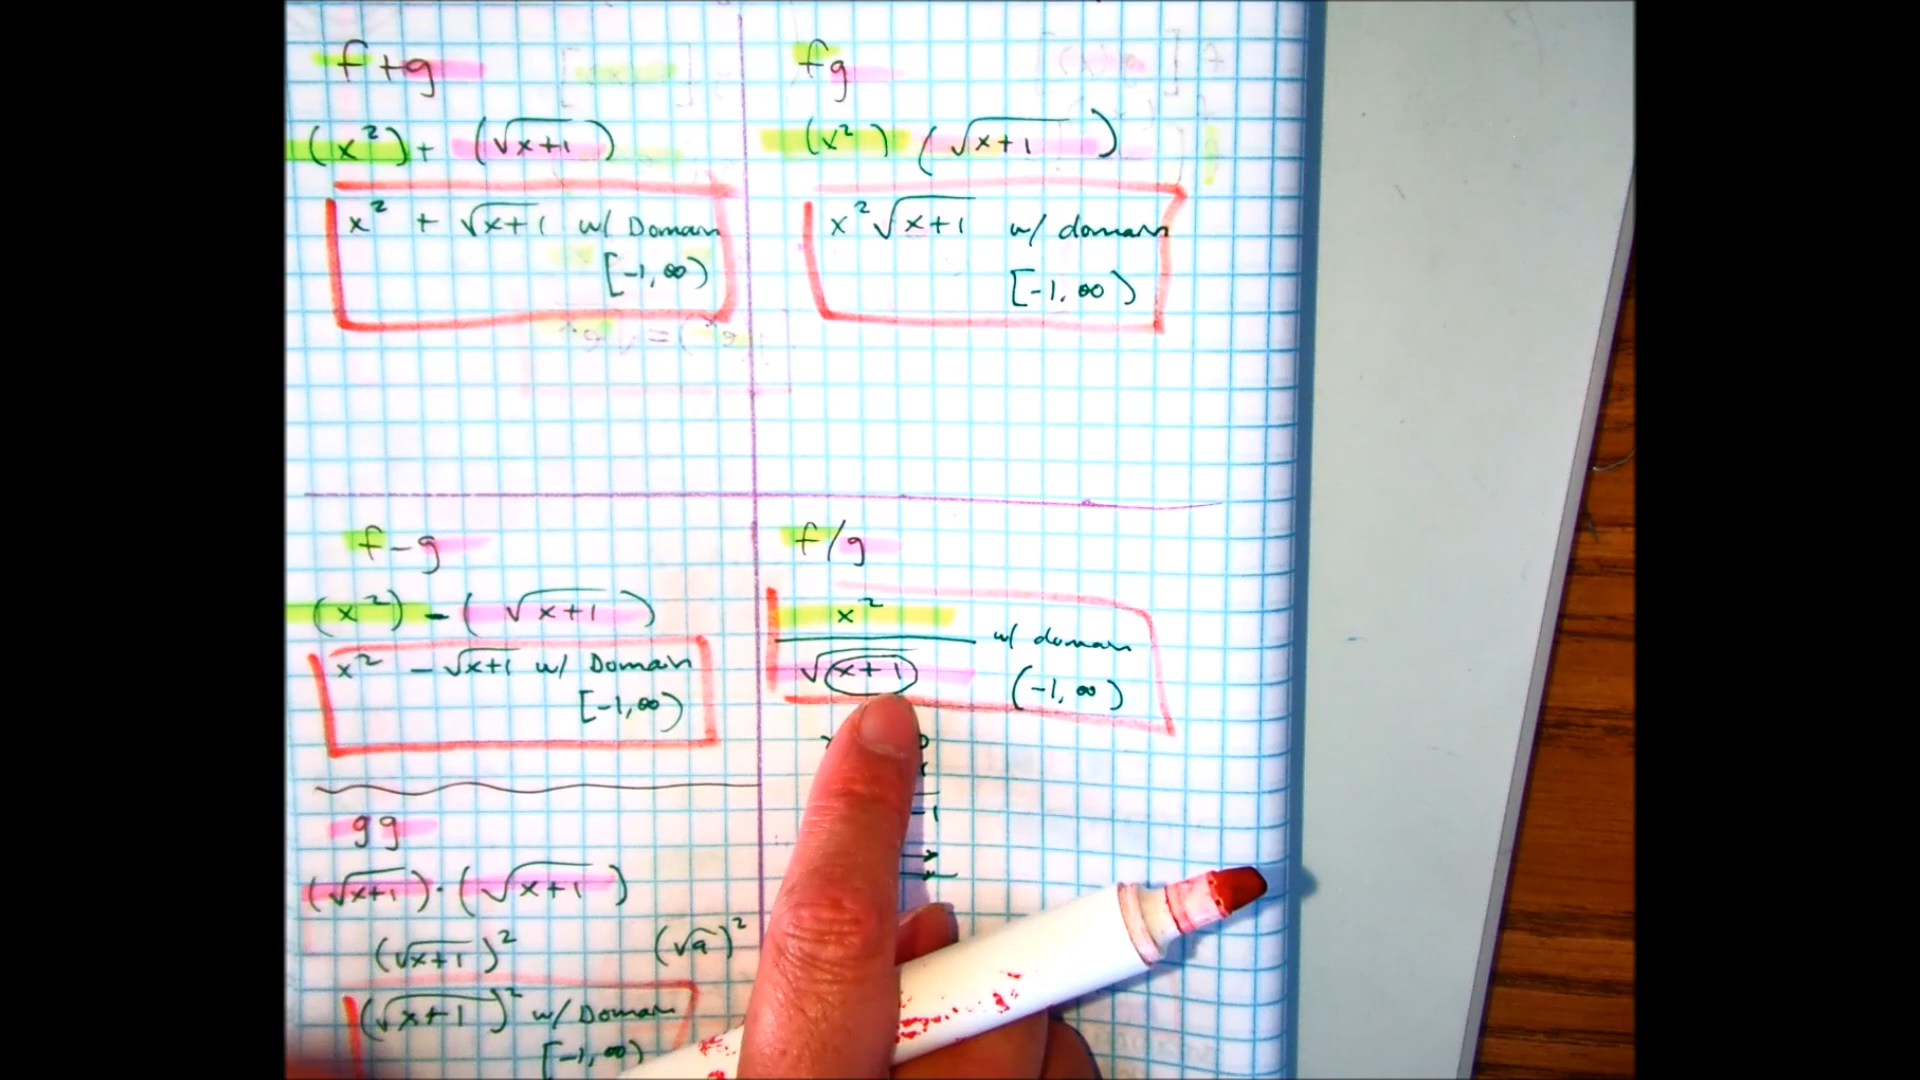 f+g
(x²) + (√x+1)
x² + √x+1 w/ Domain
[-1, ∞)
fg
(x²) (√x+1)
x²√x+1 w/ domain
[-1, ∞)
f-g
(x²) - (√x+1)
x² - √x+1 w/ Domain
[-1, ∞)
f/g
x²
√x+1
w/ domain
(-1, ∞)
gg
(√x+1) · (√x+1)
(√x+1)² (√a)²
(√x+1)² w/ Domain
[-1, ∞)